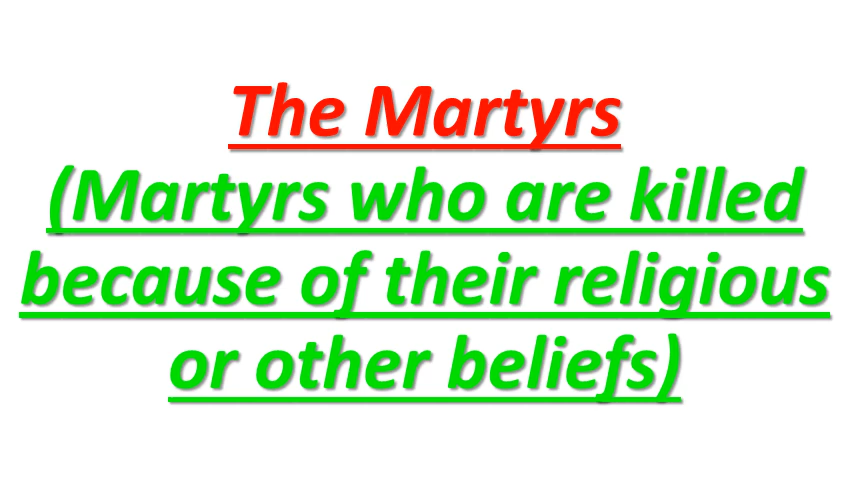 The Martyrs
(Martyrs who are killed
because of their religious
or other beliefs)